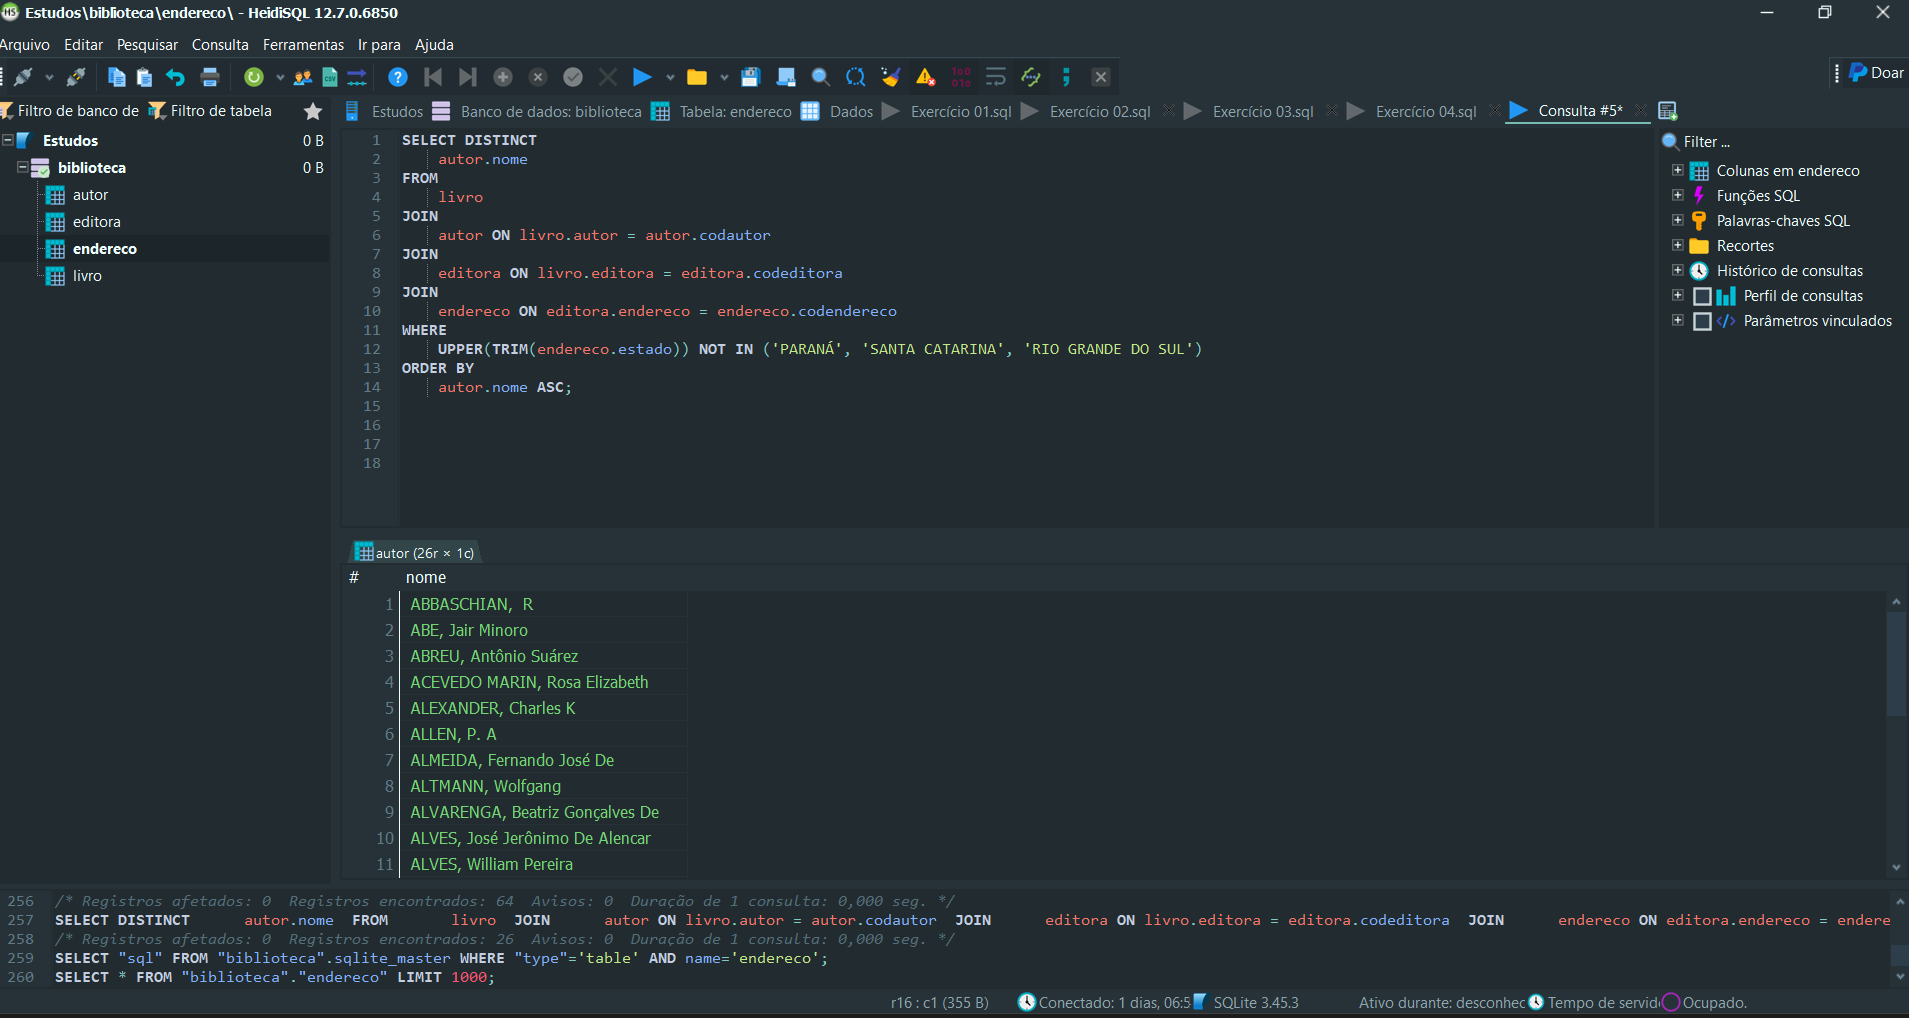 Estudos\biblioteca\endereco\ - HeidiSQL 12.7.0.6850
Arquivo Editar Pesquisar Consulta Ferramentas Ir para Ajuda
Doar
Filtro de banco de Filtro de tabela
Estudos 0 B
biblioteca 0 B
autor
editora
endereco
livro
Estudos Banco de dados: biblioteca Tabela: endereco Dados Exercício 01.sql Exercício 02.sql Exercício 03.sql Exercício 04.sql Consulta #5*
1 SELECT DISTINCT
2 autor.nome
3 FROM
4 livro
5 JOIN
6 autor ON livro.autor = autor.codautor
7 JOIN
8 editora ON livro.editora = editora.codeditora
9 JOIN
10 endereco ON editora.endereco = endereco.codendereco
11 WHERE
12 UPPER(TRIM(endereco.estado)) NOT IN ('PARANÁ', 'SANTA CATARINA', 'RIO GRANDE DO SUL')
13 ORDER BY
14 autor.nome ASC;
15
16
17
18
Filter ...
Colunas em endereco
Funções SQL
Palavras-chaves SQL
Recortes
Histórico de consultas
Perfil de consultas
Parâmetros vinculados
autor (26r × 1c)
# nome
1 ABBASCHIAN,  R
2 ABE, Jair Minoro
3 ABREU, Antônio Suárez
4 ACEVEDO MARIN, Rosa Elizabeth
5 ALEXANDER, Charles K
6 ALLEN, P. A
7 ALMEIDA, Fernando José De
8 ALTMANN, Wolfgang
9 ALVARENGA, Beatriz Gonçalves De
10 ALVES, José Jerônimo De Alencar
11 ALVES, William Pereira
256 /* Registros afetados: 0  Registros encontrados: 64  Avisos: 0  Duração de 1 consulta: 0,000 seg. */
257 SELECT DISTINCT autor.nome FROM livro JOIN autor ON livro.autor = autor.codautor JOIN editora ON livro.editora = editora.codeditora JOIN endereco ON editora.endereco = endere
258 /* Registros afetados: 0  Registros encontrados: 26  Avisos: 0  Duração de 1 consulta: 0,000 seg. */
259 SELECT "sql" FROM "biblioteca".sqlite_master WHERE "type"='table' AND name='endereco';
260 SELECT * FROM "biblioteca"."endereco" LIMIT 1000;
r16 : c1 (355 B) Conectado: 1 dias, 06:5 SQLite 3.45.3 Ativo durante: desconhec Tempo de servid Ocupado.